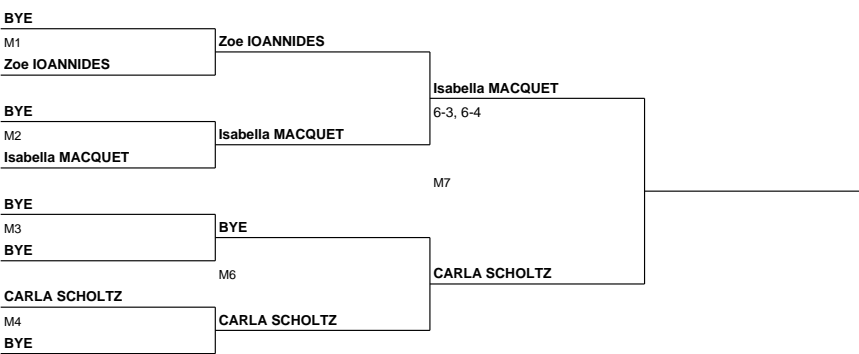 BYE
M1
Zoe IOANNIDES
Zoe IOANNIDES
BYE
M2
Isabella MACQUET
Isabella MACQUET
Isabella MACQUET
6-3, 6-4
M7
BYE
M3
BYE
BYE
M6
CARLA SCHOLTZ
M4
BYE
CARLA SCHOLTZ
CARLA SCHOLTZ